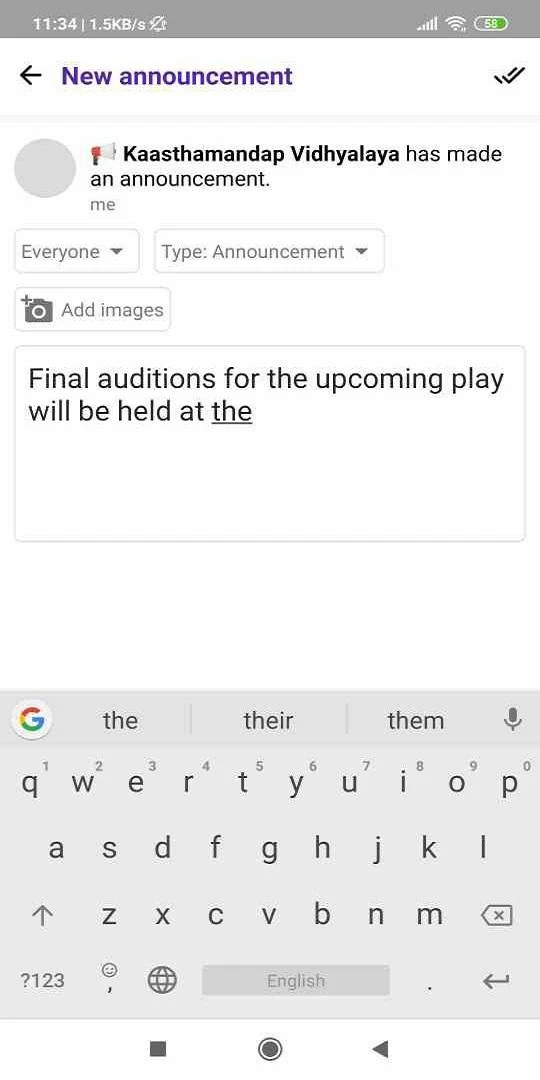 11:34 | 1.5KB/s
58
New announcement
Kaasthamandap Vidhyalaya has made
an announcement.
me
Everyone
Type: Announcement
Add images
Final auditions for the upcoming play
will be held at the
the their them
1 2 3 4 5 6 7 8 9 0
q w e r t y u i o p
a s d f g h j k l
z x c v b n m
?123 , English .